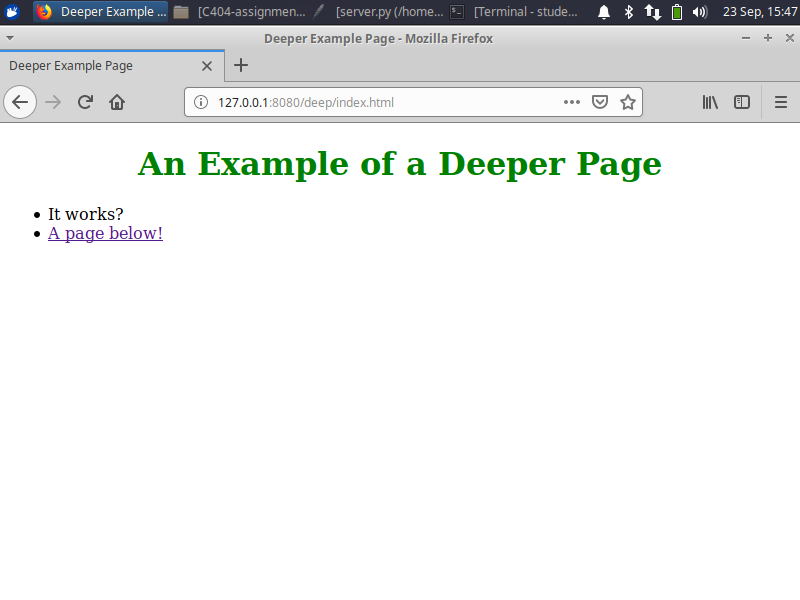 Deeper Example ... [C404-assignmen... [server.py (/home... [Terminal - stude... 23 Sep, 15:47
Deeper Example Page - Mozilla Firefox
Deeper Example Page
127.0.0.1:8080/deep/index.html
An Example of a Deeper Page
• It works?
• A page below!